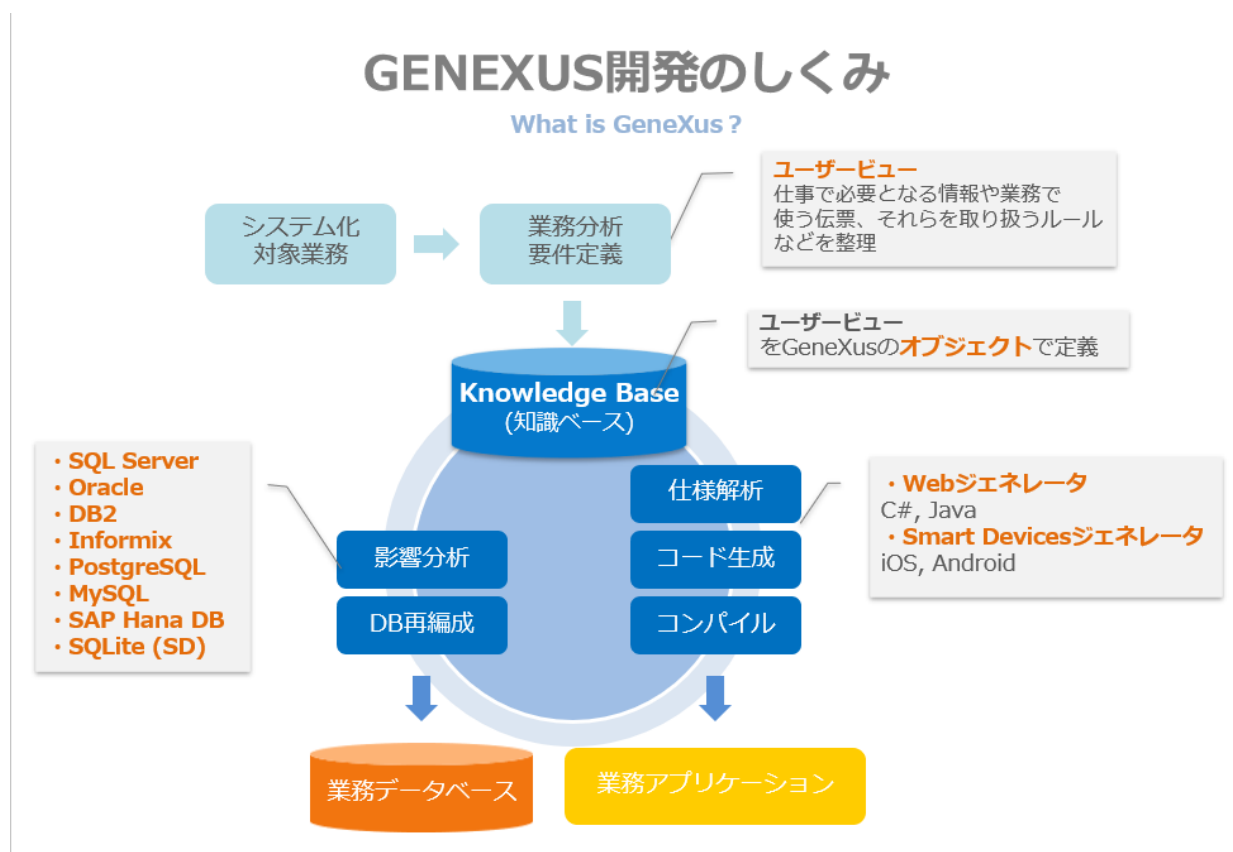 GENEXUS開発のしくみ
What is GeneXus?
システム化
対象業務
業務分析
要件定義
ユーザービュー
仕事で必要となる情報や業務で
使う伝票、それらを取り扱うルール
などを整理
ユーザービュー
をGeneXusのオブジェクトで定義
Knowledge Base
(知識ベース)
・SQL Server
・Oracle
・DB2
・Informix
・PostgreSQL
・MySQL
・SAP Hana DB
・SQLite (SD)
影響分析
DB再編成
仕様解析
コード生成
コンパイル
・Webジェネレータ
C#, Java
・Smart Devicesジェネレータ
iOS, Android
業務データベース
業務アプリケーション